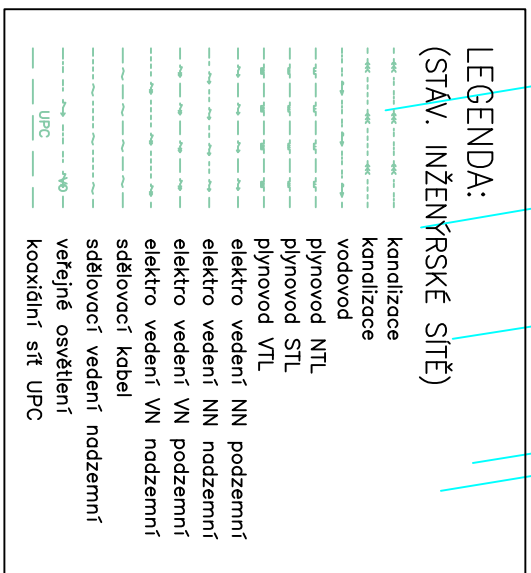 LEGENDA:
(STÁV. INŽENÝRSKÉ SÍTĚ)
kanalizace
kanalizace
vodovod
plynovod NTL
plynovod STL
plynovod VTL
elektro vedení NN podzemní
elektro vedení NN nadzemní
elektro vedení VN podzemní
elektro vedení VN nadzemní
sdělovací kabel
sdělovací vedení nadzemní
VO veřejné osvětlení
UPC koaxiální síť UPC